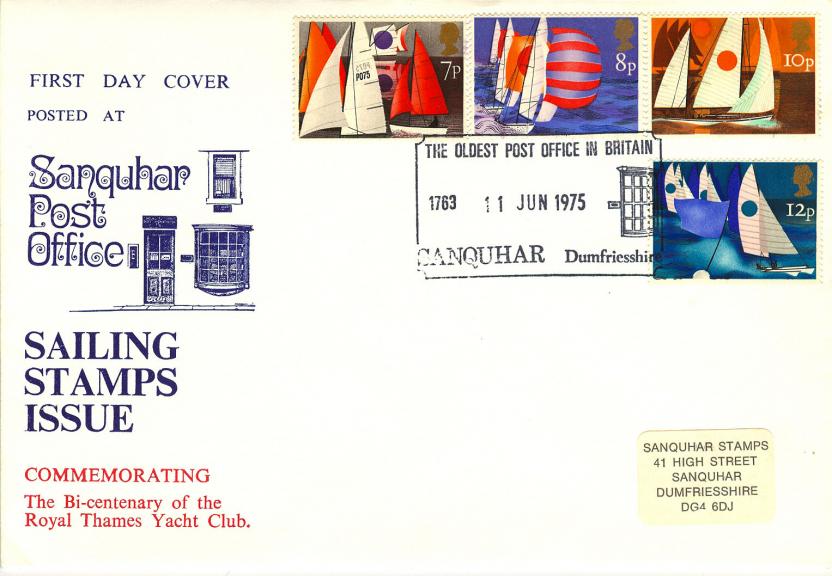 FIRST DAY COVER
POSTED AT
Sanquhar
Post
Office
SAILING
STAMPS
ISSUE
COMMEMORATING
The Bi-centenary of the
Royal Thames Yacht Club.
7p
8p
10p
12p
THE OLDEST POST OFFICE IN BRITAIN
1763 11 JUN 1975
SANQUHAR Dumfriesshire
SANQUHAR STAMPS
41 HIGH STREET
SANQUHAR
DUMFRIESSHIRE
DG4 6DJ